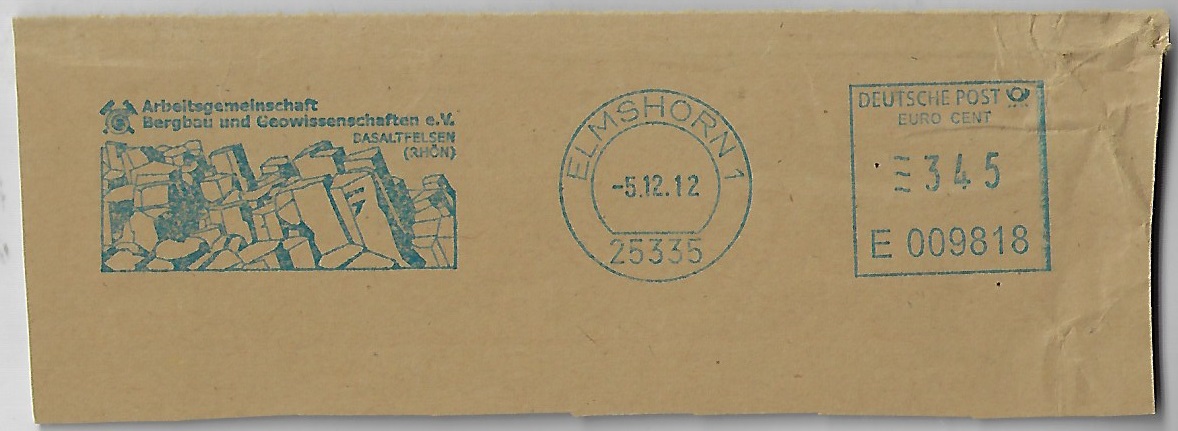 Arbeitsgemeinschaft
Bergbau und Geowissenschaften e.V.
BASALTFELSEN
(RHÖN)
ELMSHORN 1
-5.12.12
25335
DEUTSCHE POST
EURO CENT
345
E 009818